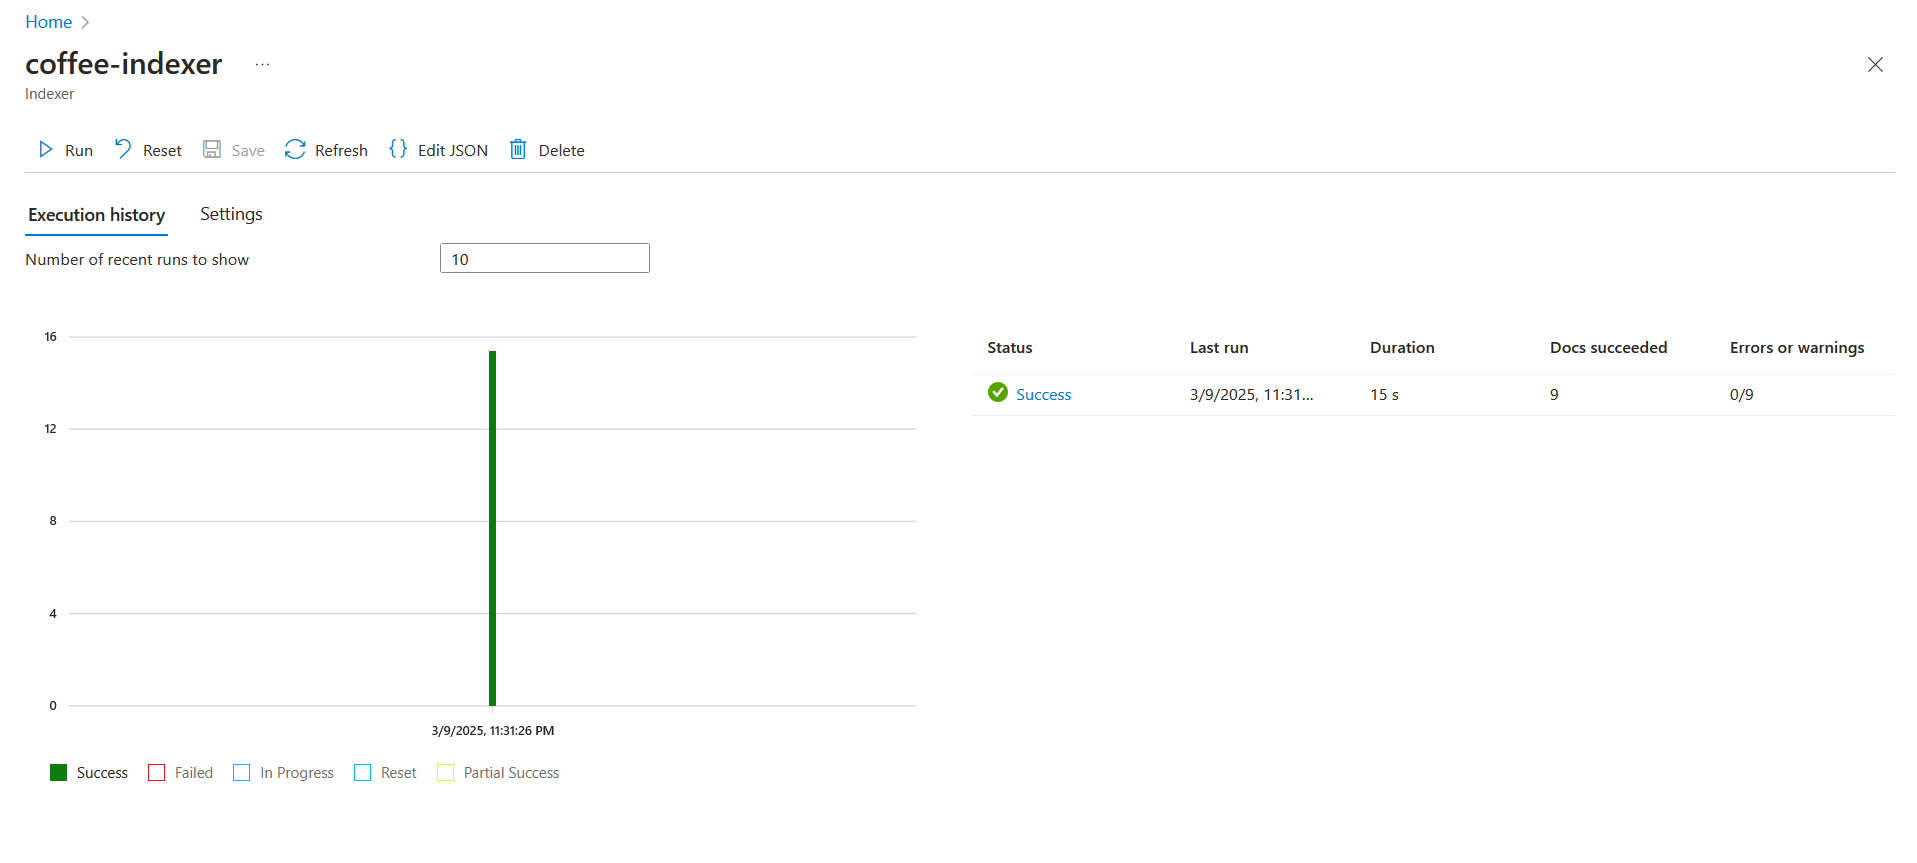 Home
coffee-indexer ...
Indexer
Run Reset Save Refresh {} Edit JSON Delete
Execution history Settings
Number of recent runs to show 10
16
12
8
4
0
3/9/2025, 11:31:26 PM
Success Failed In Progress Reset Partial Success
Status Last run Duration Docs succeeded Errors or warnings
Success 3/9/2025, 11:31... 15 s 9 0/9